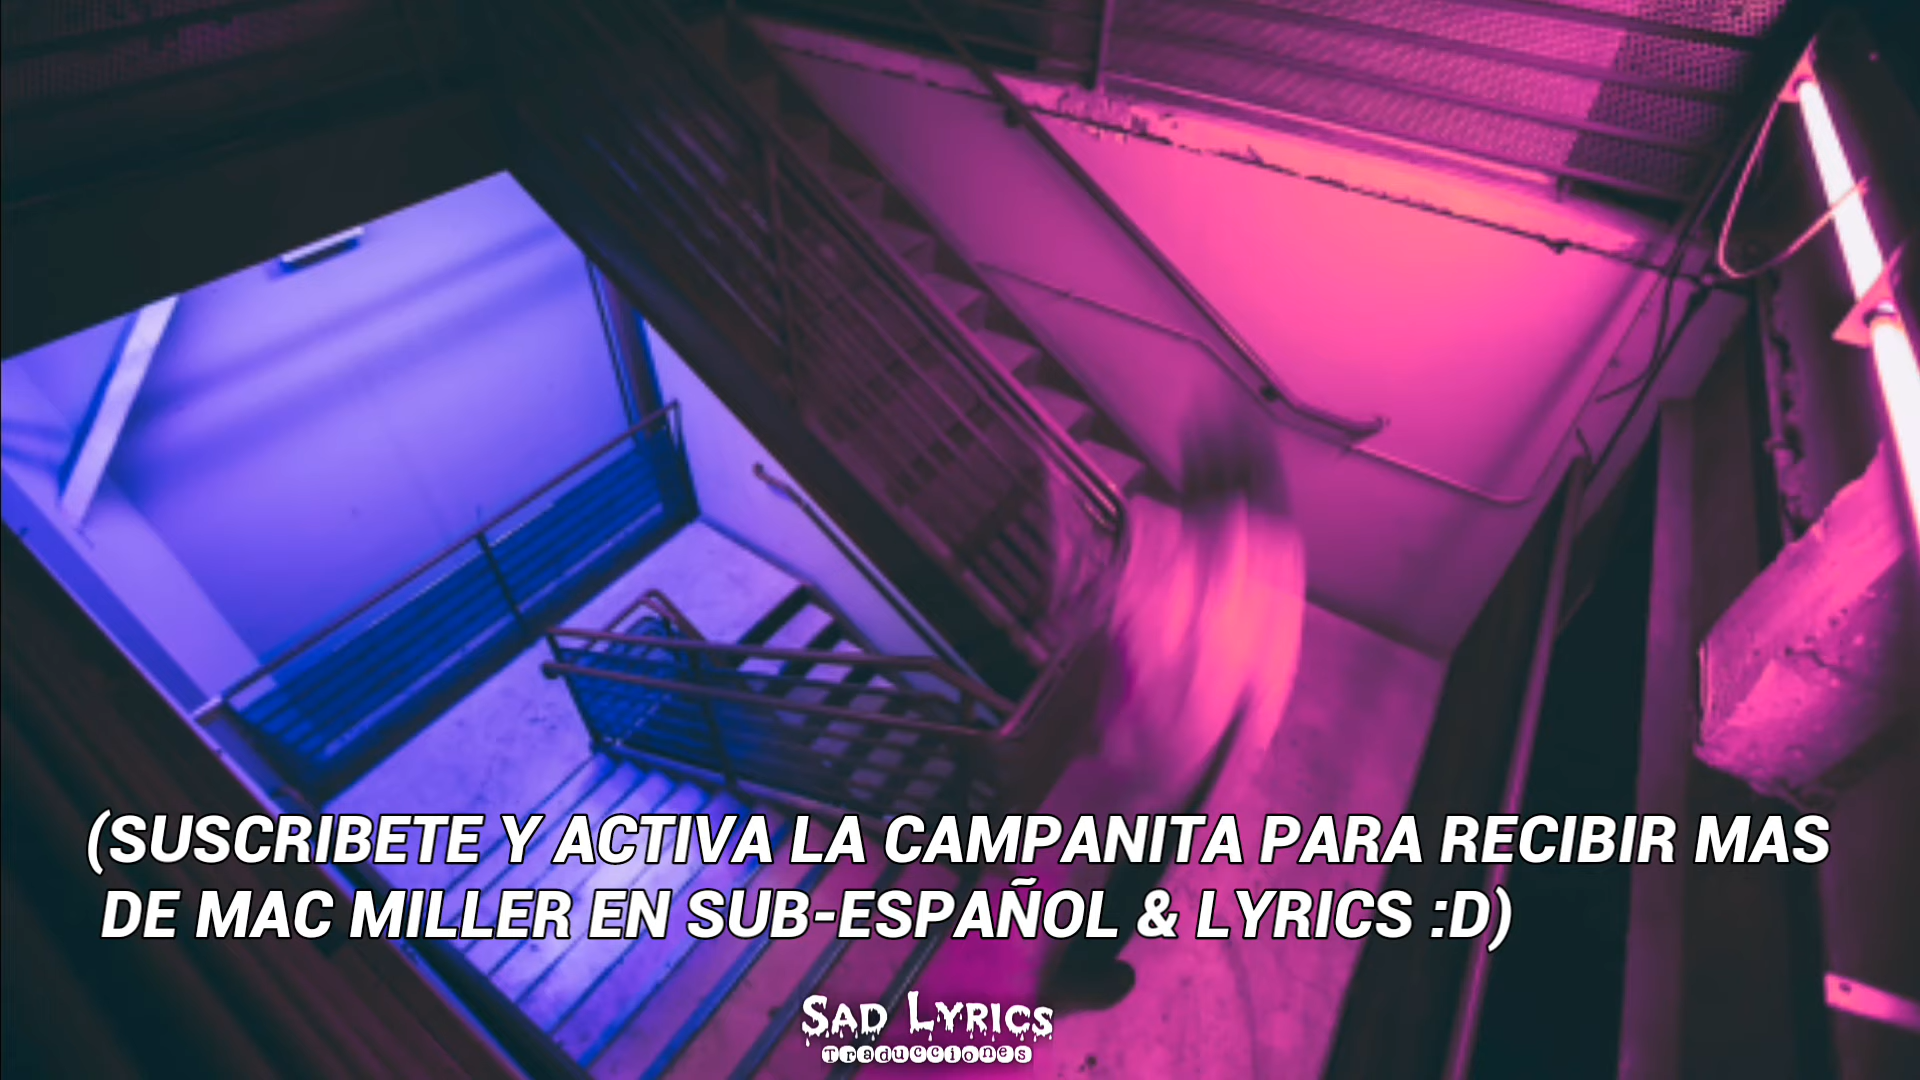 (SUSCRIBETE Y ACTIVA LA CAMPANITA PARA RECIBIR MAS
DE MAC MILLER EN SUB-ESPAÑOL & LYRICS :D)
SAD LYRICS
Traducciones